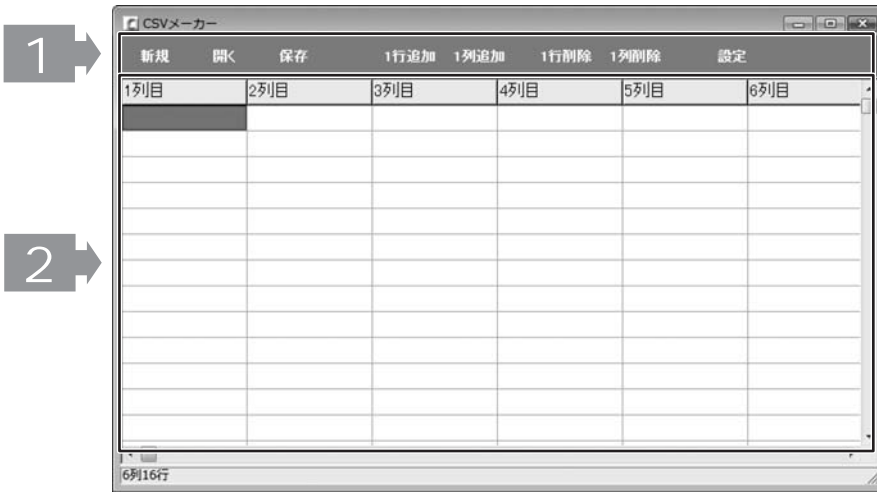 CSVメーカー
1
新規 開く 保存 1行追加 1列追加 1行削除 1列削除 設定
1列目 2列目 3列目 4列目 5列目 6列目
2
6列16行